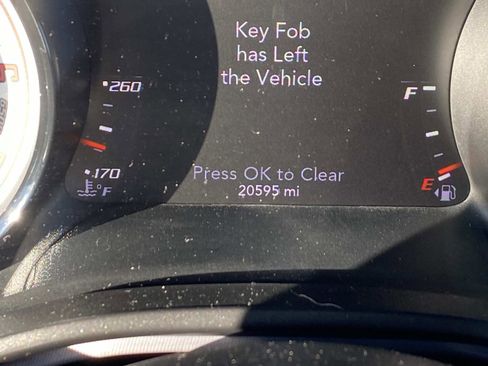 Key Fob
has Left
the Vehicle
260
F
170
Press OK to Clear
E
°F
20595 mi